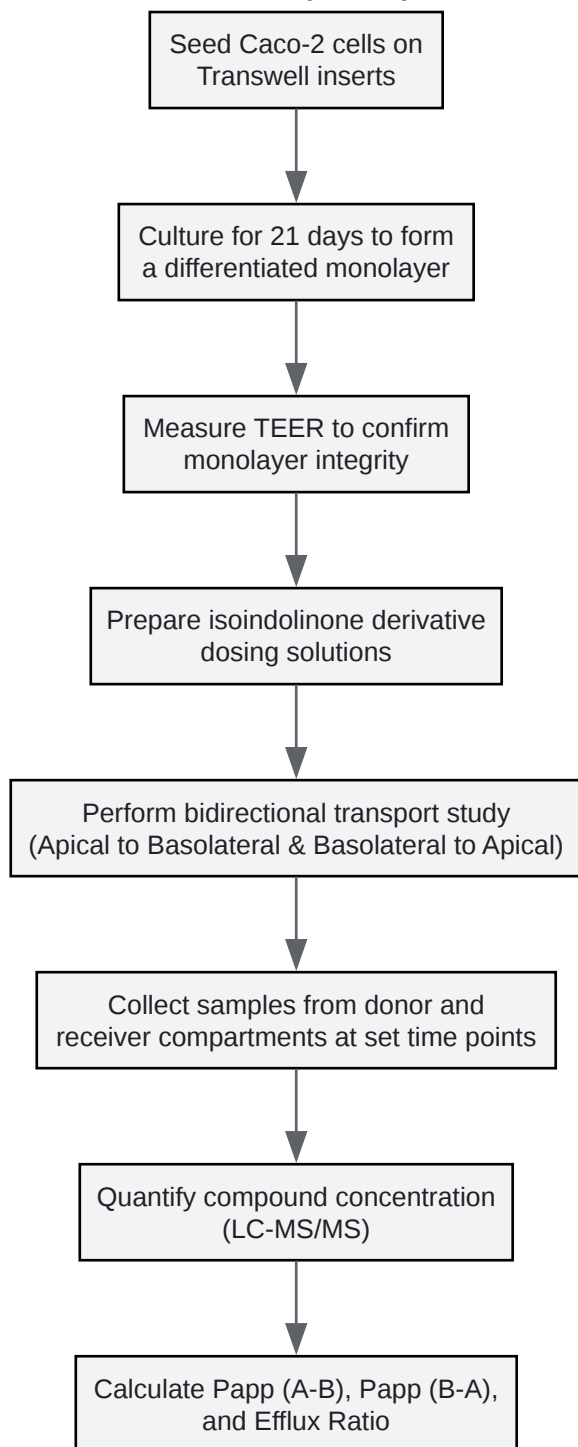 Seed Caco-2 cells on
Transwell inserts
Culture for 21 days to form
a differentiated monolayer
Measure TEER to confirm
monolayer integrity
Prepare isoindolinone derivative
dosing solutions
Perform bidirectional transport study
(Apical to Basolateral & Basolateral to Apical)
Collect samples from donor and
receiver compartments at set time points
Quantify compound concentration
(LC-MS/MS)
Calculate Papp (A-B), Papp (B-A),
and Efflux Ratio